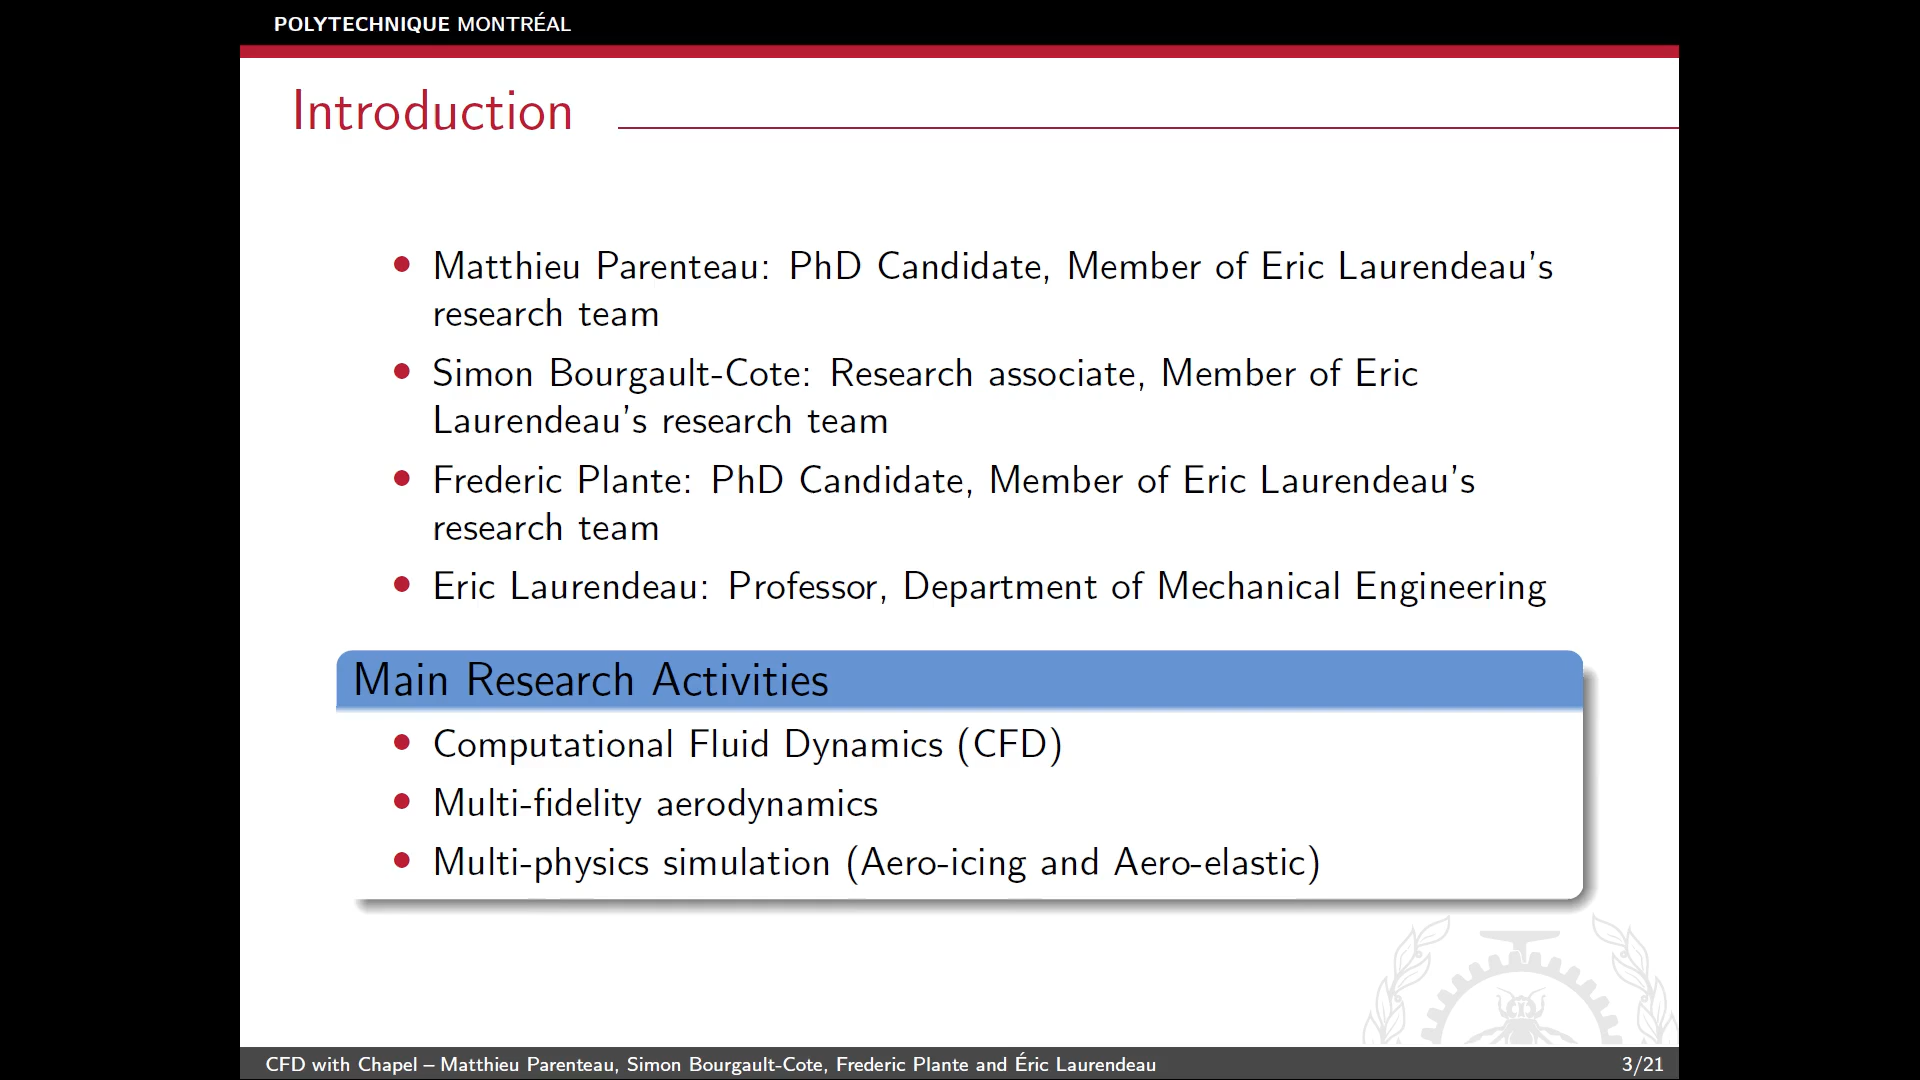 POLYTECHNIQUE MONTRÉAL
Introduction
• Matthieu Parenteau: PhD Candidate, Member of Eric Laurendeau's
research team
• Simon Bourgault-Cote: Research associate, Member of Eric
Laurendeau's research team
• Frederic Plante: PhD Candidate, Member of Eric Laurendeau's
research team
• Eric Laurendeau: Professor, Department of Mechanical Engineering
Main Research Activities
• Computational Fluid Dynamics (CFD)
• Multi-fidelity aerodynamics
• Multi-physics simulation (Aero-icing and Aero-elastic)
CFD with Chapel – Matthieu Parenteau, Simon Bourgault-Cote, Frederic Plante and Éric Laurendeau 3/21